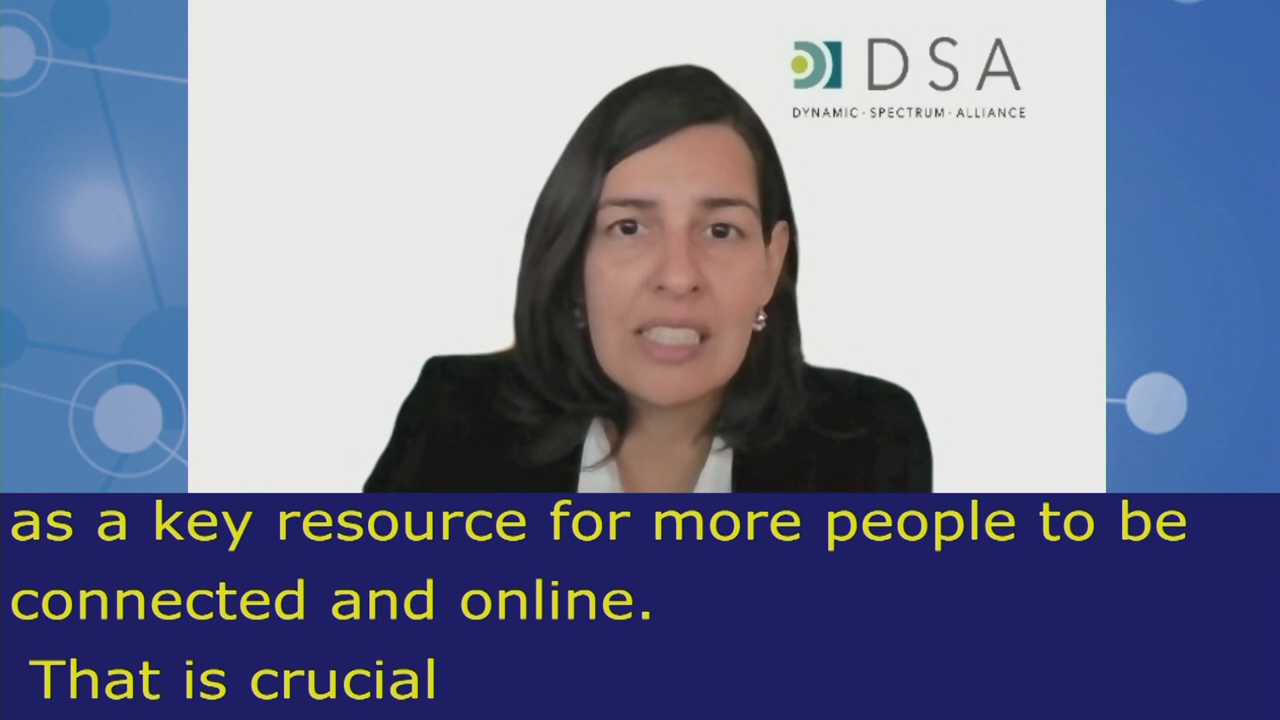 DSA
DYNAMIC · SPECTRUM · ALLIANCE
as a key resource for more people to be
connected and online.
That is crucial